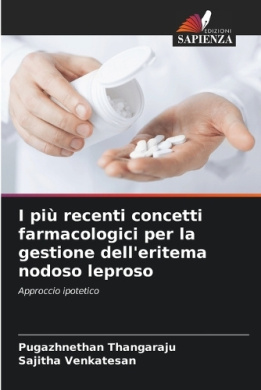 EDIZIONI
SAPIENZA
I più recenti concetti
farmacologici per la
gestione dell'eritema
nodoso leproso
Approccio ipotetico
Pugazhnethan Thangaraju
Sajitha Venkatesan